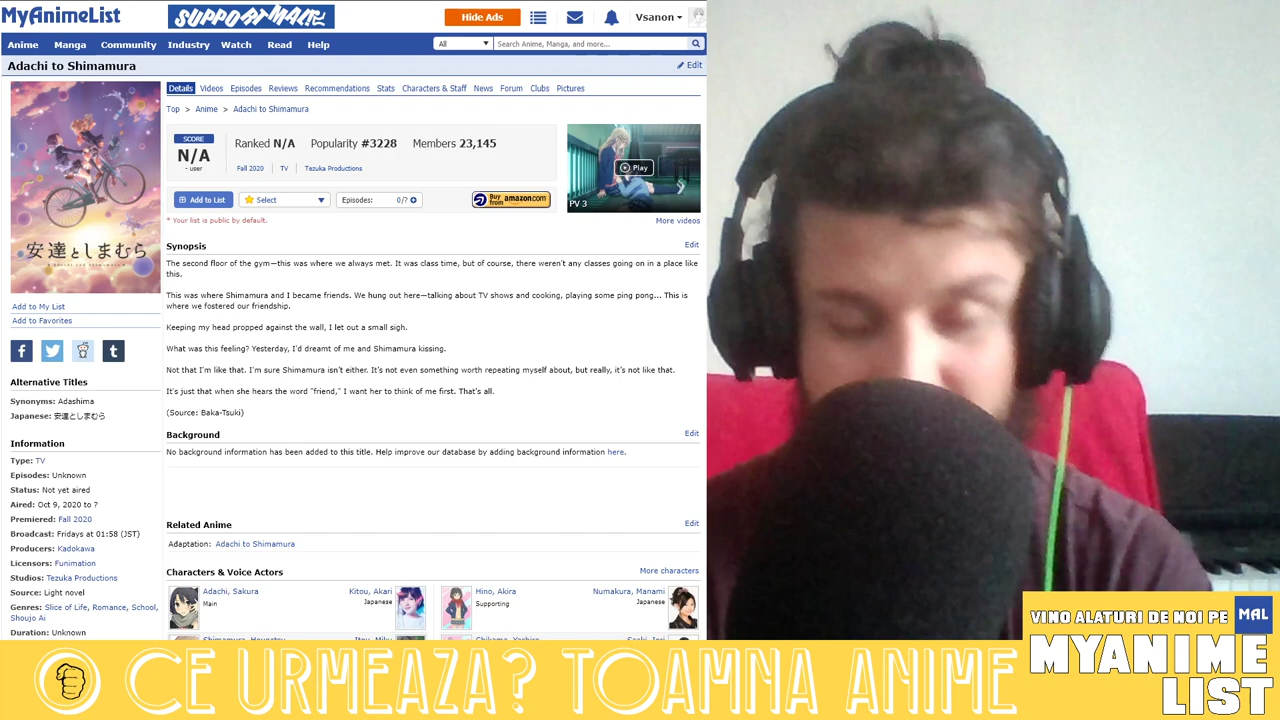 MyAnimeList
SUPPORT MAL
Hide Ads
Vsanon
Anime Manga Community Industry Watch Read Help
All Search Anime, Manga, and more...
Adachi to Shimamura
Edit
Details Videos Episodes Reviews Recommendations Stats Characters & Staff News Forum Clubs Pictures
Top > Anime > Adachi to Shimamura
SCORE
N/A
- user
Ranked N/A Popularity #3228 Members 23,145
Fall 2020 TV Tezuka Productions
Play
PV 3
Add to List Select Episodes: 0/? Buy from amazon.com
* Your list is public by default.
More videos
安達としまむら
Synopsis
Edit
The second floor of the gym—this was where we always met. It was class time, but of course, there weren't any classes going on in a place like
this.
This was where Shimamura and I became friends. We hung out here—talking about TV shows and cooking, playing some ping pong... This is
where we fostered our friendship.
Keeping my head propped against the wall, I let out a small sigh.
What was this feeling? Yesterday, I'd dreamt of me and Shimamura kissing.
Not that I'm like that. I'm sure Shimamura isn't either. It's not even something worth repeating myself about, but really, it's not like that.
It's just that when she hears the word "friend," I want her to think of me first. That's all.
(Source: Baka-Tsuki)
Background
Edit
No background information has been added to this title. Help improve our database by adding background information here.
Related Anime
Edit
Adaptation: Adachi to Shimamura
Characters & Voice Actors
More characters
Adachi, Sakura
Main
Kitou, Akari
Japanese
Hino, Akira
Supporting
Numakura, Manami
Japanese
Add to My List
Add to Favorites
Alternative Titles
Synonyms: Adashima
Japanese: 安達としまむら
Information
Type: TV
Episodes: Unknown
Status: Not yet aired
Aired: Oct 9, 2020 to ?
Premiered: Fall 2020
Broadcast: Fridays at 01:58 (JST)
Producers: Kadokawa
Licensors: Funimation
Studios: Tezuka Productions
Source: Light novel
Genres: Slice of Life, Romance, School,
Shoujo Ai
Duration: Unknown
VINO ALATURI DE NOI PE MAL
MYANIME
LIST
CE URMEAZA? TOAMNA ANIME